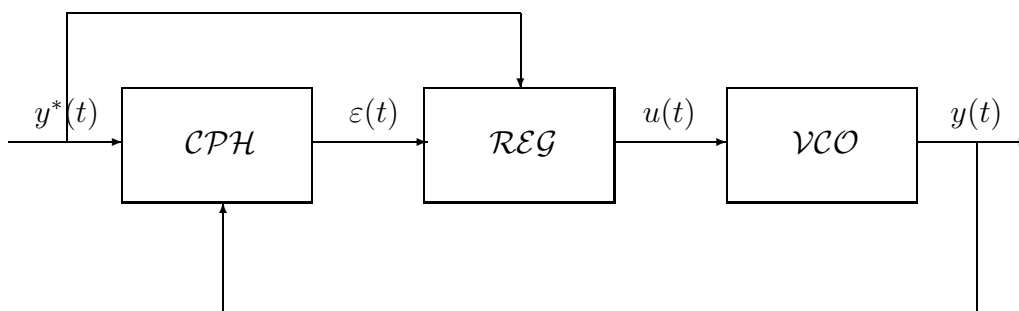 y*(t) ε(t) u(t) y(t)
CPH REG VCO